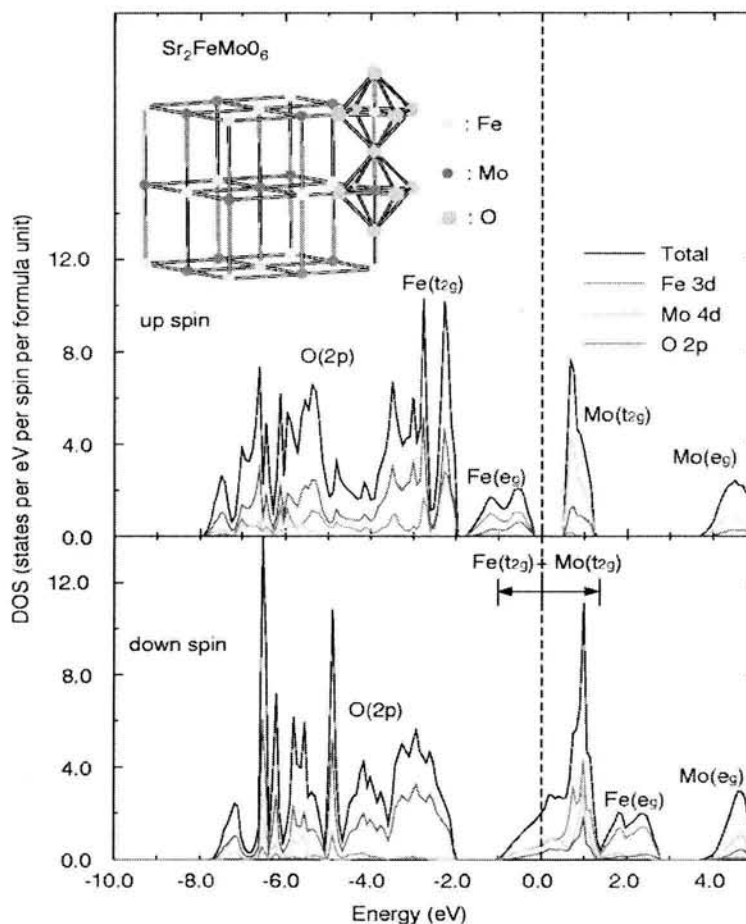 Sr₂FeMoO₆
: Fe
: Mo
: O
Total
Fe 3d
Mo 4d
O 2p
12.0
8.0
4.0
0.0
up spin
O(2p)
Fe(t2g)
Fe(eg)
Mo(t2g)
Mo(eg)
DOS (states per eV per spin per formula unit)
12.0
8.0
4.0
0.0
down spin
O(2p)
Fe(t2g) + Mo(t2g)
Fe(eg)
Mo(eg)
-10.0 -8.0 -6.0 -4.0 -2.0 0.0 2.0 4.0
Energy (eV)